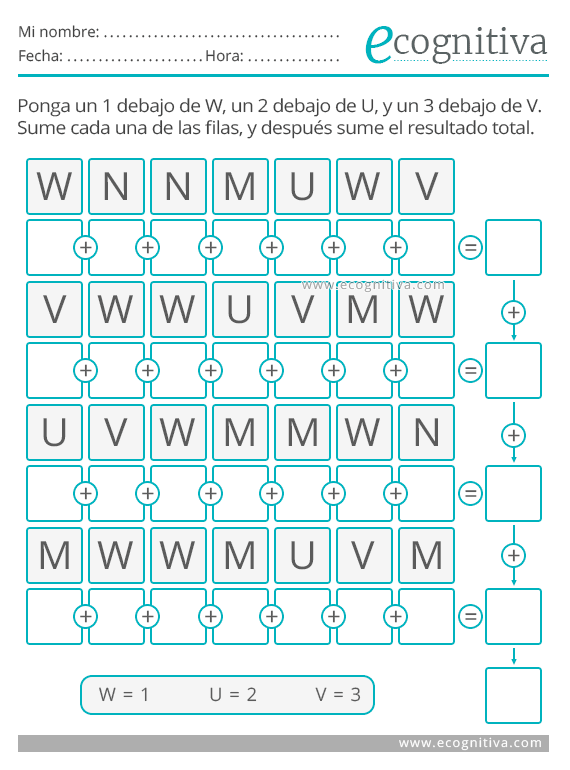 Mi nombre: ......................................
ecognitiva
Fecha: ...................... Hora: ...............
Ponga un 1 debajo de W, un 2 debajo de U, y un 3 debajo de V.
Sume cada una de las filas, y después sume el resultado total.
W N N M U W V
+ + + + + + =
www.ecognitiva.com
V W W U V M W
+
+ + + + + + =
U V W M M W N
+
+ + + + + + =
M W W M U V M
+
+ + + + + + =
W = 1 U = 2 V = 3
www.ecognitiva.com